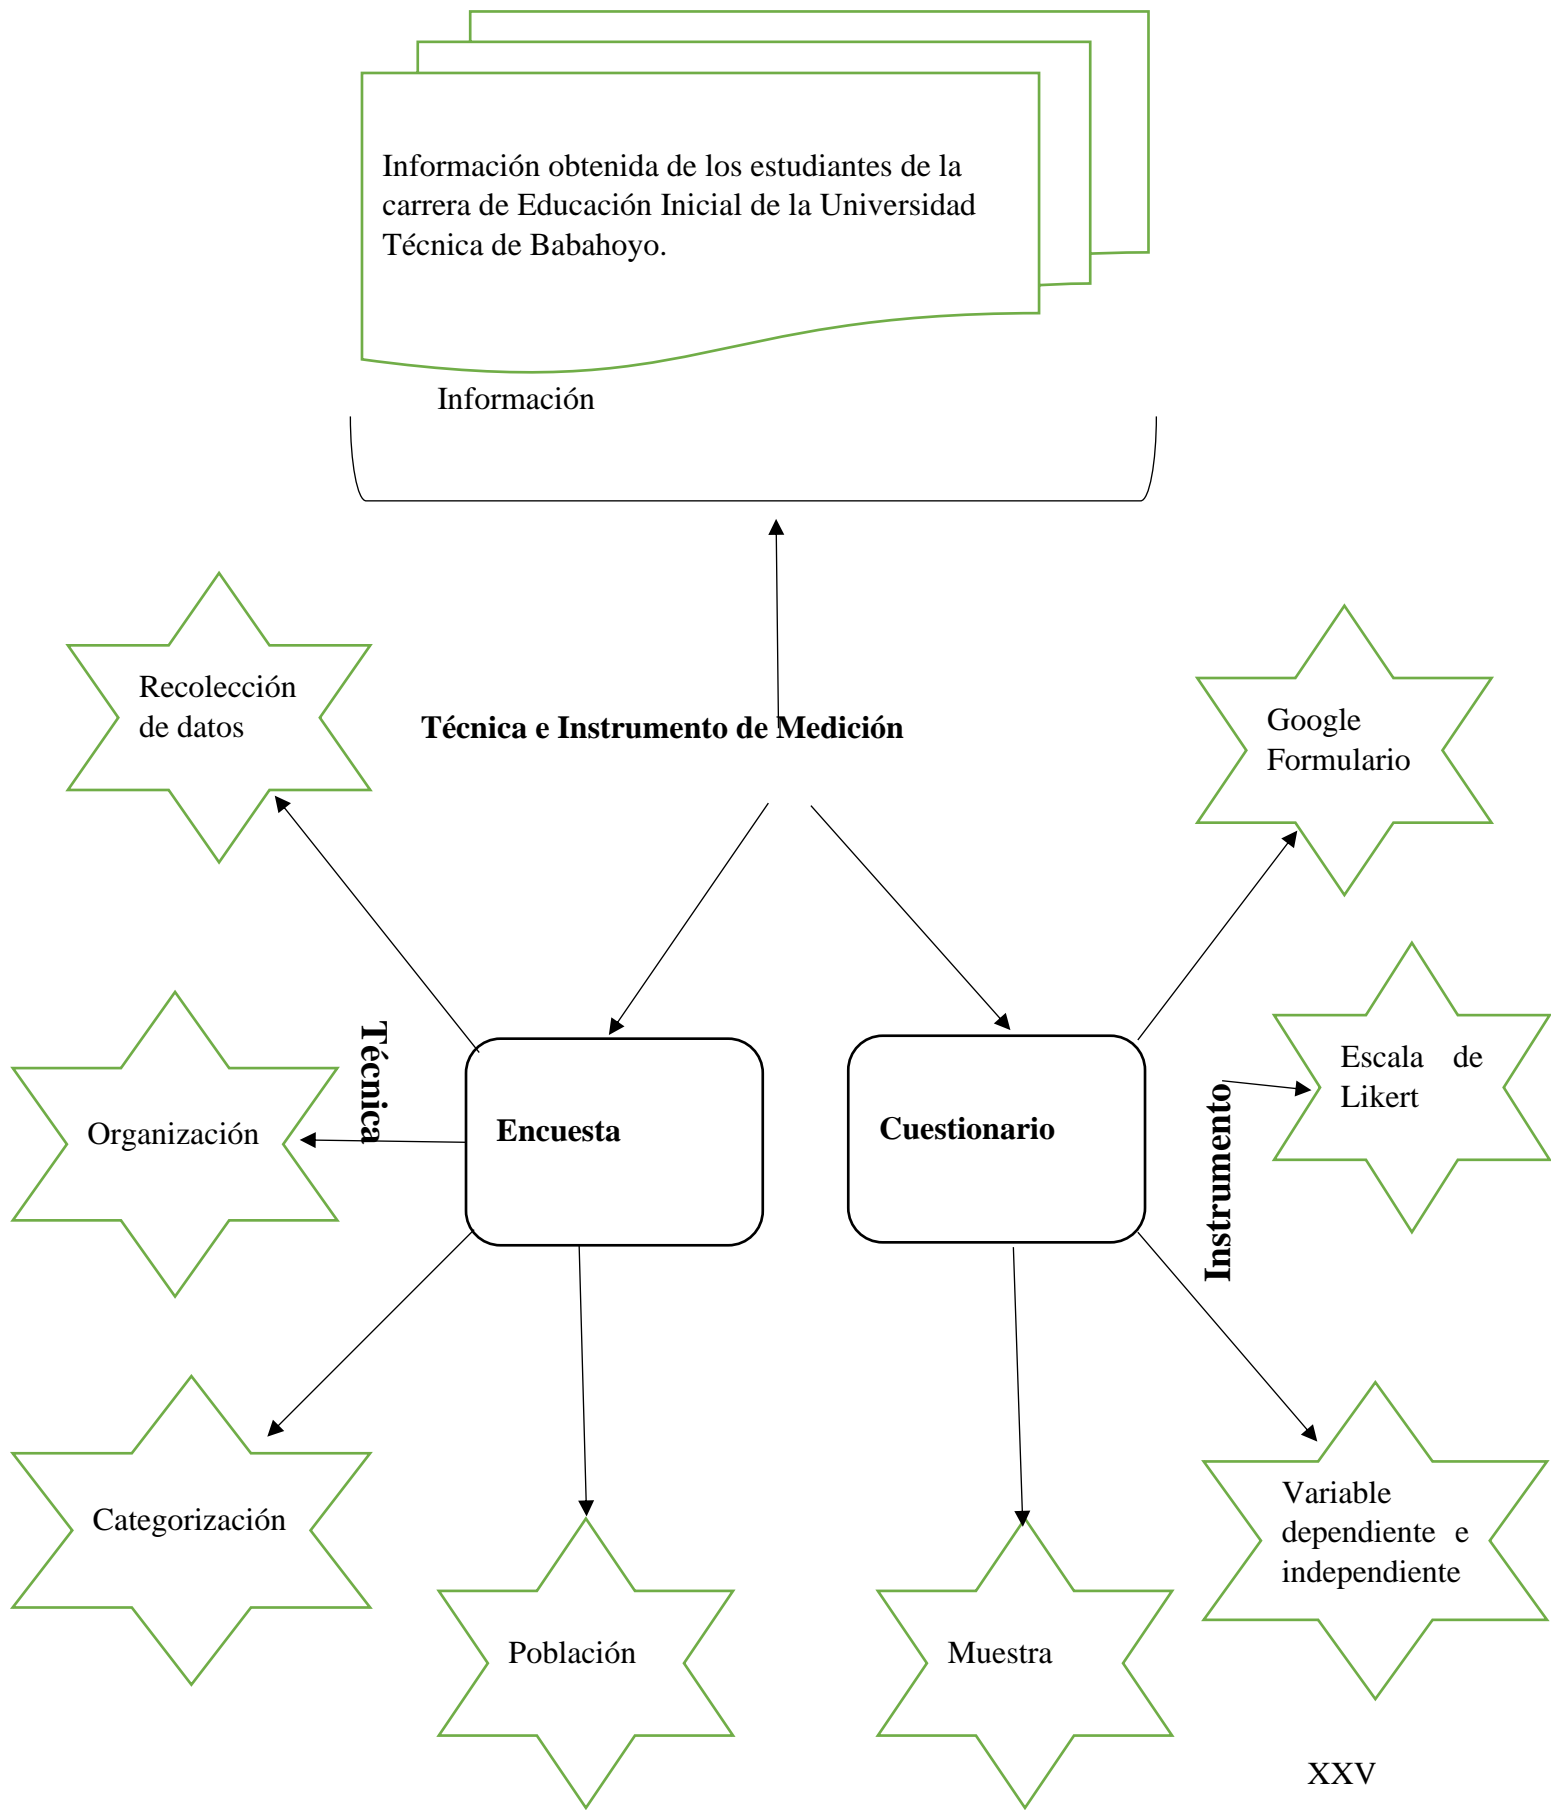 Información obtenida de los estudiantes de la
carrera de Educación Inicial de la Universidad
Técnica de Babahoyo.
Información
Recolección
de datos
Técnica e Instrumento de Medición
Google
Formulario
Técnica
Organización
Encuesta
Cuestionario
Instrumento
Escala de
Likert
Categorización
Población
Muestra
Variable
dependiente e
independiente
XXV